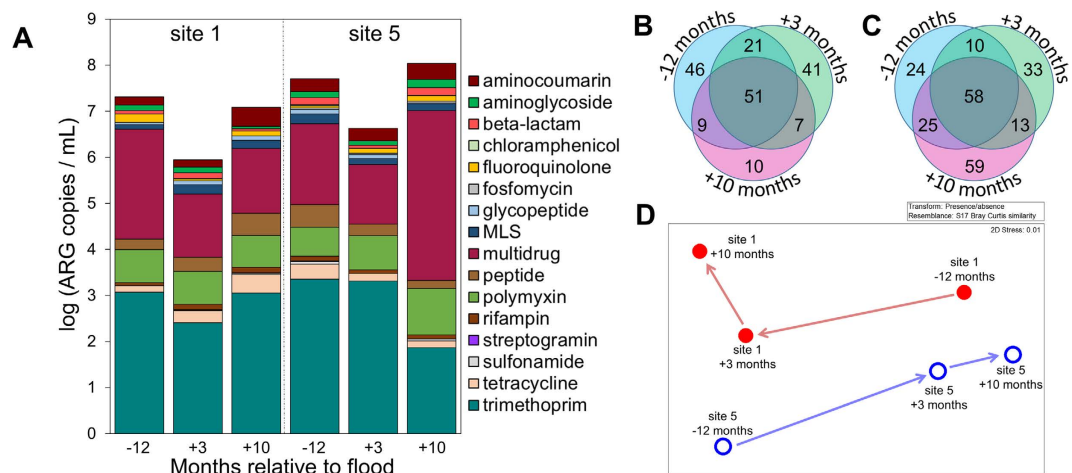 A
site 1
site 5
log (ARG copies / mL)
9
8
7
6
5
4
3
2
1
0
-12
+3
+10
-12
+3
+10
Months relative to flood
aminocoumarin
aminoglycoside
beta-lactam
chloramphenicol
fluoroquinolone
fosfomycin
glycopeptide
MLS
multidrug
peptide
polymyxin
rifampin
streptogramin
sulfonamide
tetracycline
trimethoprim
B
-12 months
+3 months
+10 months
21
46
41
51
9
7
10
C
-12 months
+3 months
+10 months
10
24
33
58
25
13
59
D
Transform: Presence/absence
Resemblance: S17 Bray Curtis similarity
2D Stress: 0.01
site 1
+10 months
site 1
-12 months
site 1
+3 months
site 5
+10 months
site 5
+3 months
site 5
-12 months